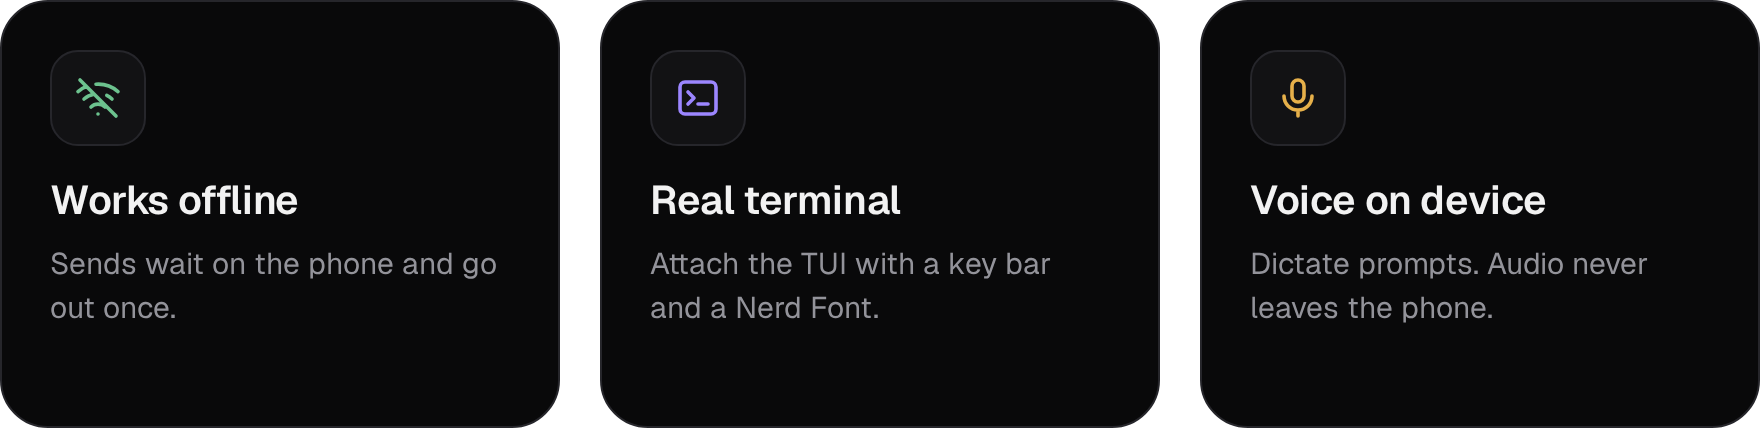 Works offline
Sends wait on the phone and go
out once.
Real terminal
Attach the TUI with a key bar
and a Nerd Font.
Voice on device
Dictate prompts. Audio never
leaves the phone.